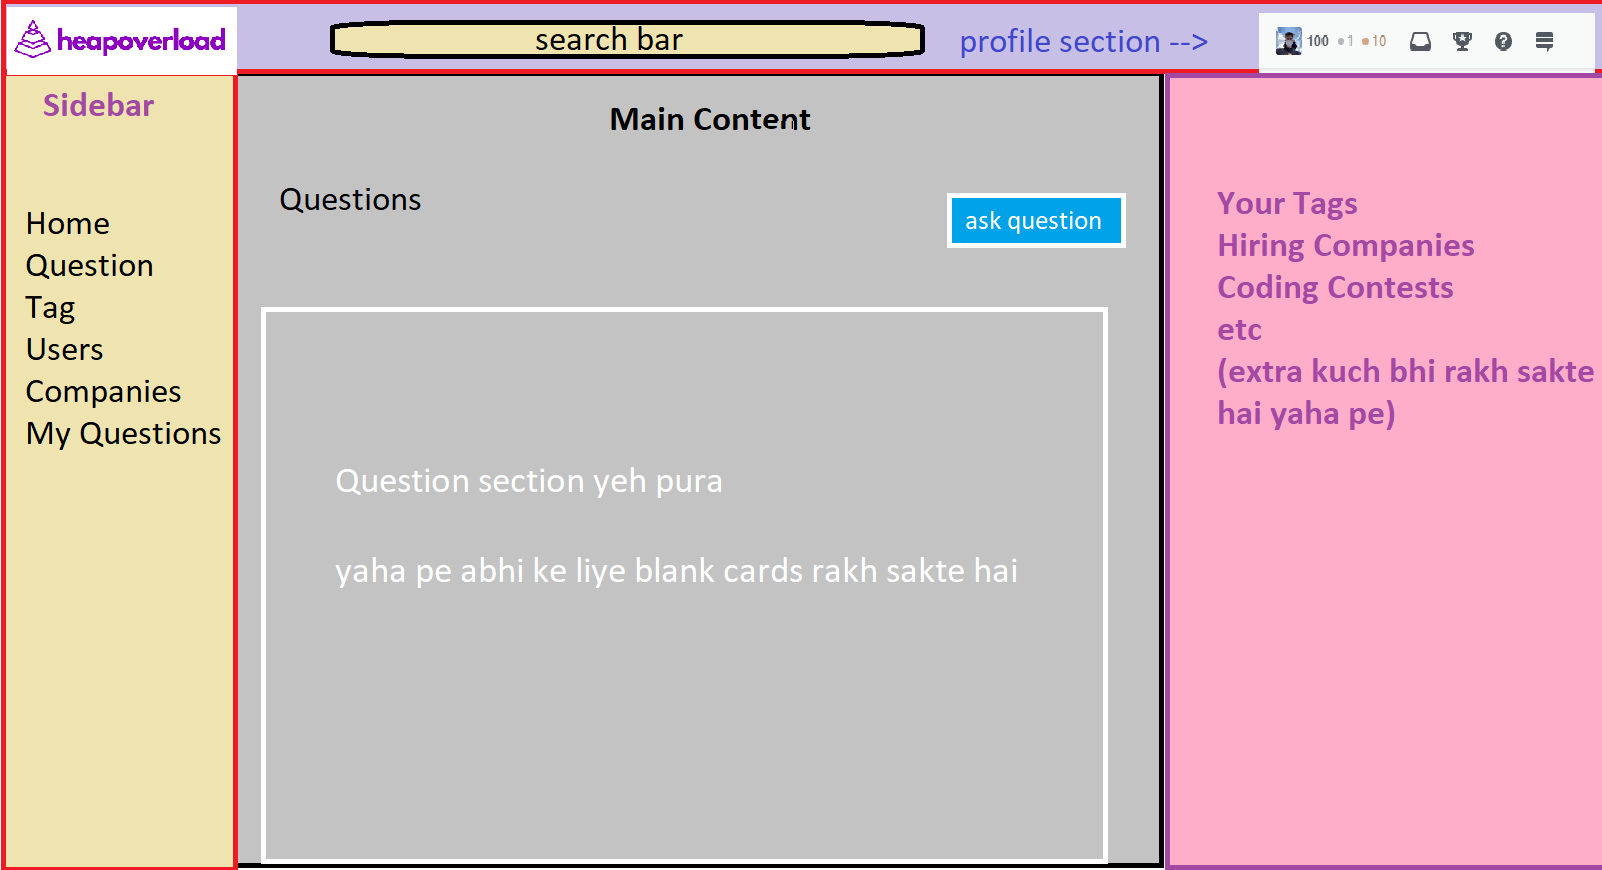 heapoverload
search bar
profile section -->
100 1 10
?
Sidebar
Home
Question
Tag
Users
Companies
My Questions
Main Content
Questions
ask question
Question section yeh pura
yaha pe abhi ke liye blank cards rakh sakte hai
Your Tags
Hiring Companies
Coding Contests
etc
(extra kuch bhi rakh sakte
hai yaha pe)